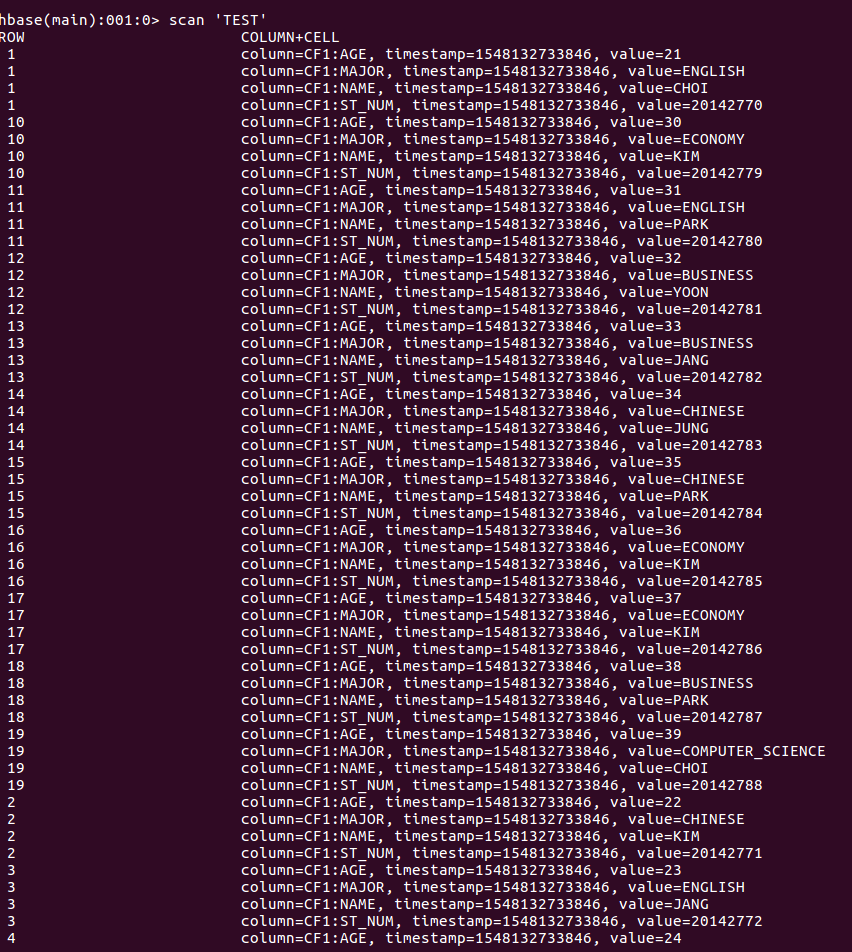 hbase(main):001:0> scan 'TEST'
ROW COLUMN+CELL
1 column=CF1:AGE, timestamp=1548132733846, value=21
1 column=CF1:MAJOR, timestamp=1548132733846, value=ENGLISH
1 column=CF1:NAME, timestamp=1548132733846, value=CHOI
1 column=CF1:ST_NUM, timestamp=1548132733846, value=20142770
10 column=CF1:AGE, timestamp=1548132733846, value=30
10 column=CF1:MAJOR, timestamp=1548132733846, value=ECONOMY
10 column=CF1:NAME, timestamp=1548132733846, value=KIM
10 column=CF1:ST_NUM, timestamp=1548132733846, value=20142779
11 column=CF1:AGE, timestamp=1548132733846, value=31
11 column=CF1:MAJOR, timestamp=1548132733846, value=ENGLISH
11 column=CF1:NAME, timestamp=1548132733846, value=PARK
11 column=CF1:ST_NUM, timestamp=1548132733846, value=20142780
12 column=CF1:AGE, timestamp=1548132733846, value=32
12 column=CF1:MAJOR, timestamp=1548132733846, value=BUSINESS
12 column=CF1:NAME, timestamp=1548132733846, value=YOON
12 column=CF1:ST_NUM, timestamp=1548132733846, value=20142781
13 column=CF1:AGE, timestamp=1548132733846, value=33
13 column=CF1:MAJOR, timestamp=1548132733846, value=BUSINESS
13 column=CF1:NAME, timestamp=1548132733846, value=JANG
13 column=CF1:ST_NUM, timestamp=1548132733846, value=20142782
14 column=CF1:AGE, timestamp=1548132733846, value=34
14 column=CF1:MAJOR, timestamp=1548132733846, value=CHINESE
14 column=CF1:NAME, timestamp=1548132733846, value=JUNG
14 column=CF1:ST_NUM, timestamp=1548132733846, value=20142783
15 column=CF1:AGE, timestamp=1548132733846, value=35
15 column=CF1:MAJOR, timestamp=1548132733846, value=CHINESE
15 column=CF1:NAME, timestamp=1548132733846, value=PARK
15 column=CF1:ST_NUM, timestamp=1548132733846, value=20142784
16 column=CF1:AGE, timestamp=1548132733846, value=36
16 column=CF1:MAJOR, timestamp=1548132733846, value=ECONOMY
16 column=CF1:NAME, timestamp=1548132733846, value=KIM
16 column=CF1:ST_NUM, timestamp=1548132733846, value=20142785
17 column=CF1:AGE, timestamp=1548132733846, value=37
17 column=CF1:MAJOR, timestamp=1548132733846, value=ECONOMY
17 column=CF1:NAME, timestamp=1548132733846, value=KIM
17 column=CF1:ST_NUM, timestamp=1548132733846, value=20142786
18 column=CF1:AGE, timestamp=1548132733846, value=38
18 column=CF1:MAJOR, timestamp=1548132733846, value=BUSINESS
18 column=CF1:NAME, timestamp=1548132733846, value=PARK
18 column=CF1:ST_NUM, timestamp=1548132733846, value=20142787
19 column=CF1:AGE, timestamp=1548132733846, value=39
19 column=CF1:MAJOR, timestamp=1548132733846, value=COMPUTER_SCIENCE
19 column=CF1:NAME, timestamp=1548132733846, value=CHOI
19 column=CF1:ST_NUM, timestamp=1548132733846, value=20142788
2 column=CF1:AGE, timestamp=1548132733846, value=22
2 column=CF1:MAJOR, timestamp=1548132733846, value=CHINESE
2 column=CF1:NAME, timestamp=1548132733846, value=KIM
2 column=CF1:ST_NUM, timestamp=1548132733846, value=20142771
3 column=CF1:AGE, timestamp=1548132733846, value=23
3 column=CF1:MAJOR, timestamp=1548132733846, value=ENGLISH
3 column=CF1:NAME, timestamp=1548132733846, value=JANG
3 column=CF1:ST_NUM, timestamp=1548132733846, value=20142772
4 column=CF1:AGE, timestamp=1548132733846, value=24